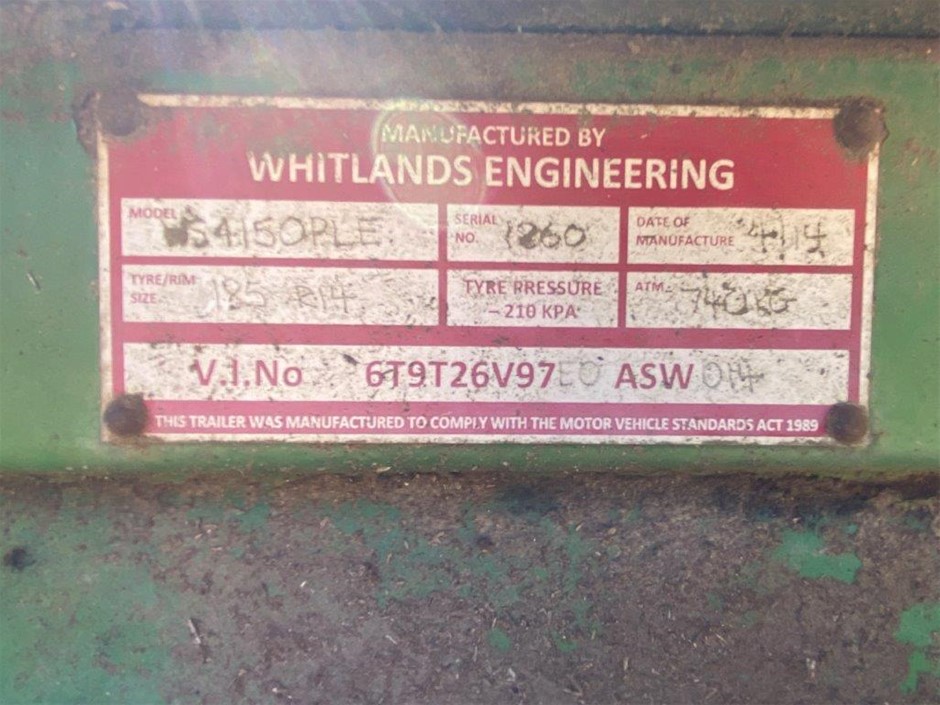 MANUFACTURED BY
WHITLANDS ENGINEERING
MODEL WS4150PLE SERIAL NO. 1260 DATE OF MANUFACTURE 4/14
TYRE/RIM SIZE 185 R14 TYRE PRESSURE – 210 KPA ATM 740KG
V.I.No 6T9T26V97E0 ASW014
THIS TRAILER WAS MANUFACTURED TO COMPLY WITH THE MOTOR VEHICLE STANDARDS ACT 1989